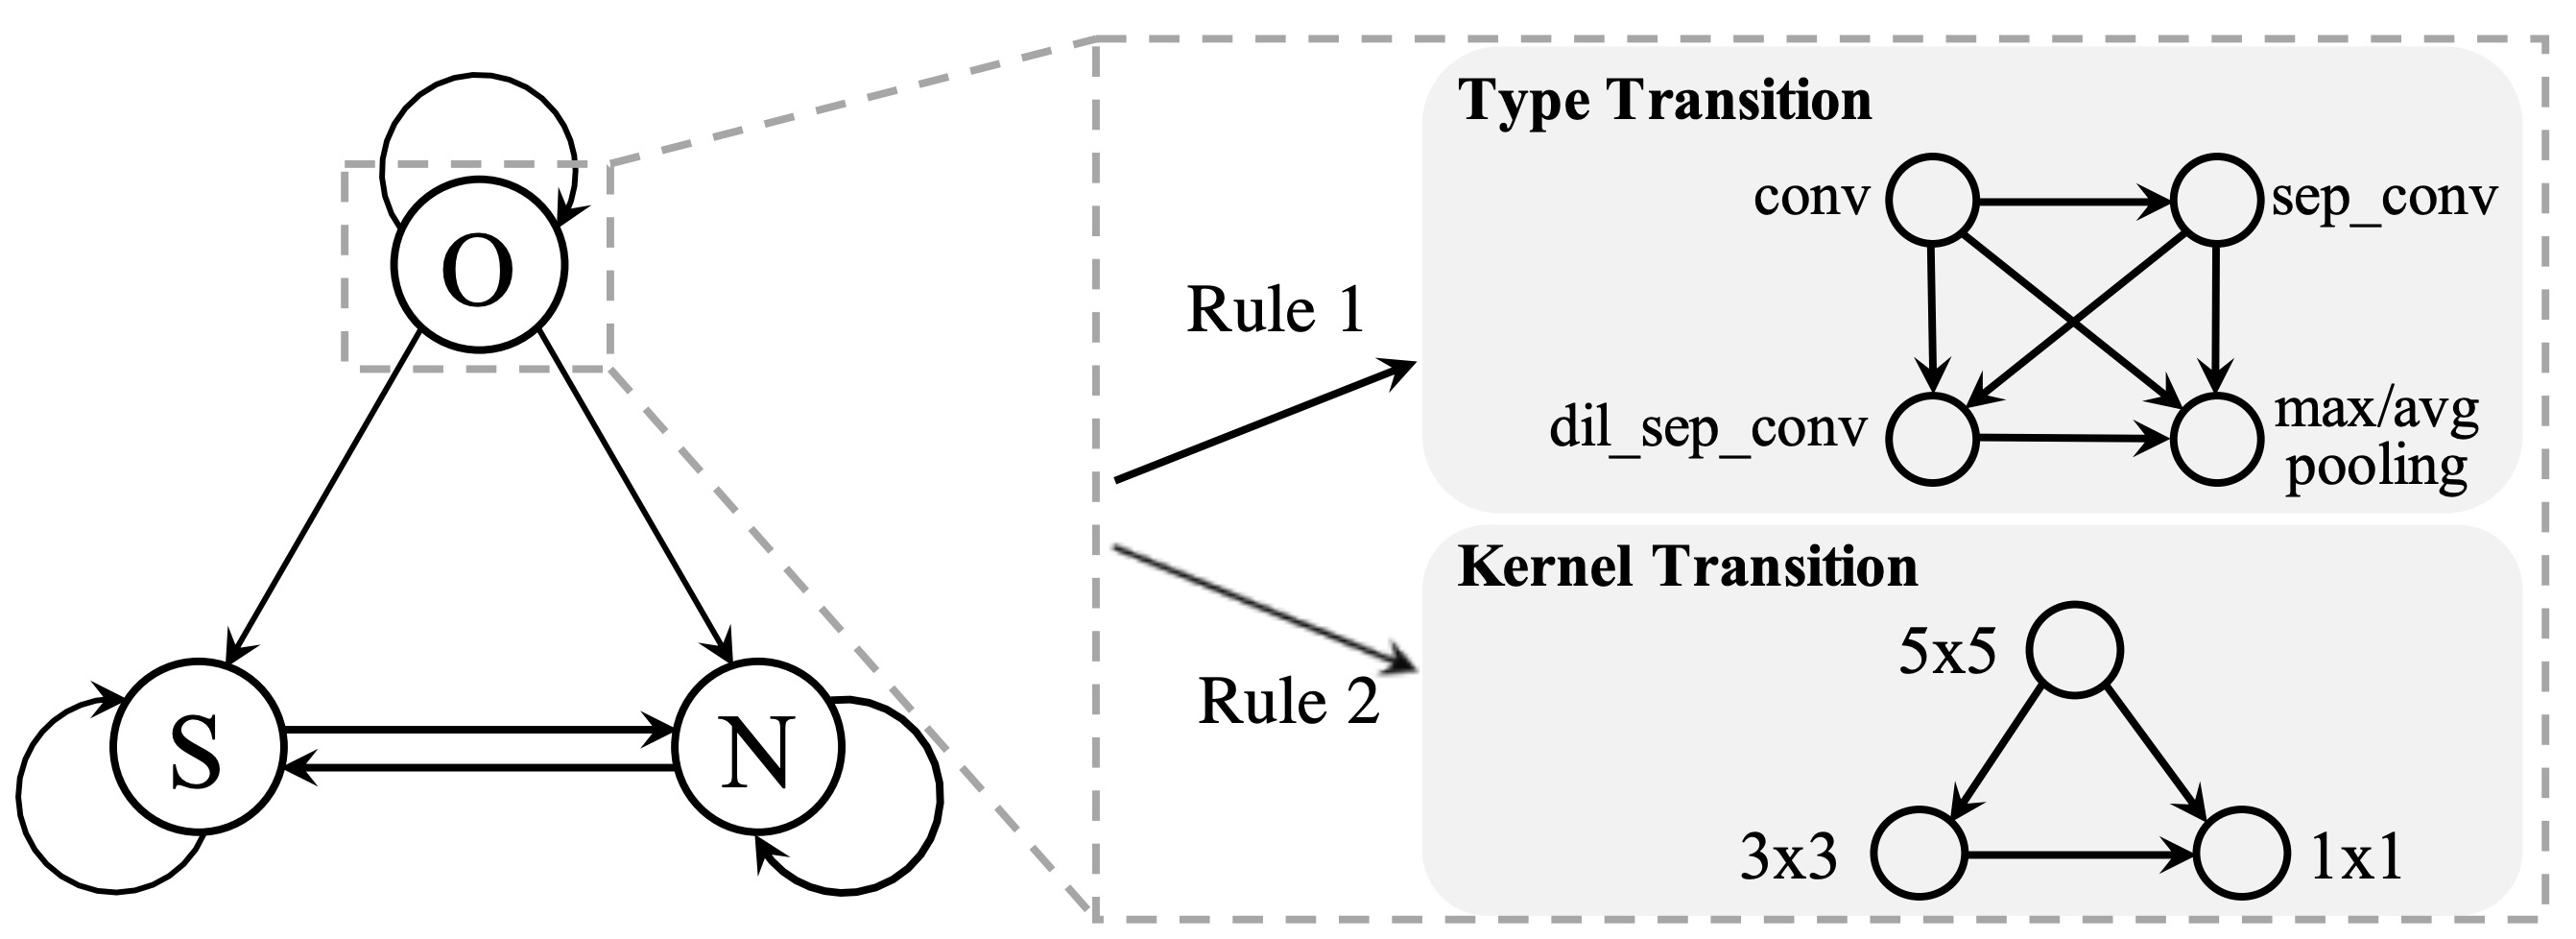 O
S
N
Rule 1
Rule 2
Type Transition
conv
sep_conv
dil_sep_conv
max/avg
pooling
Kernel Transition
5x5
3x3
1x1